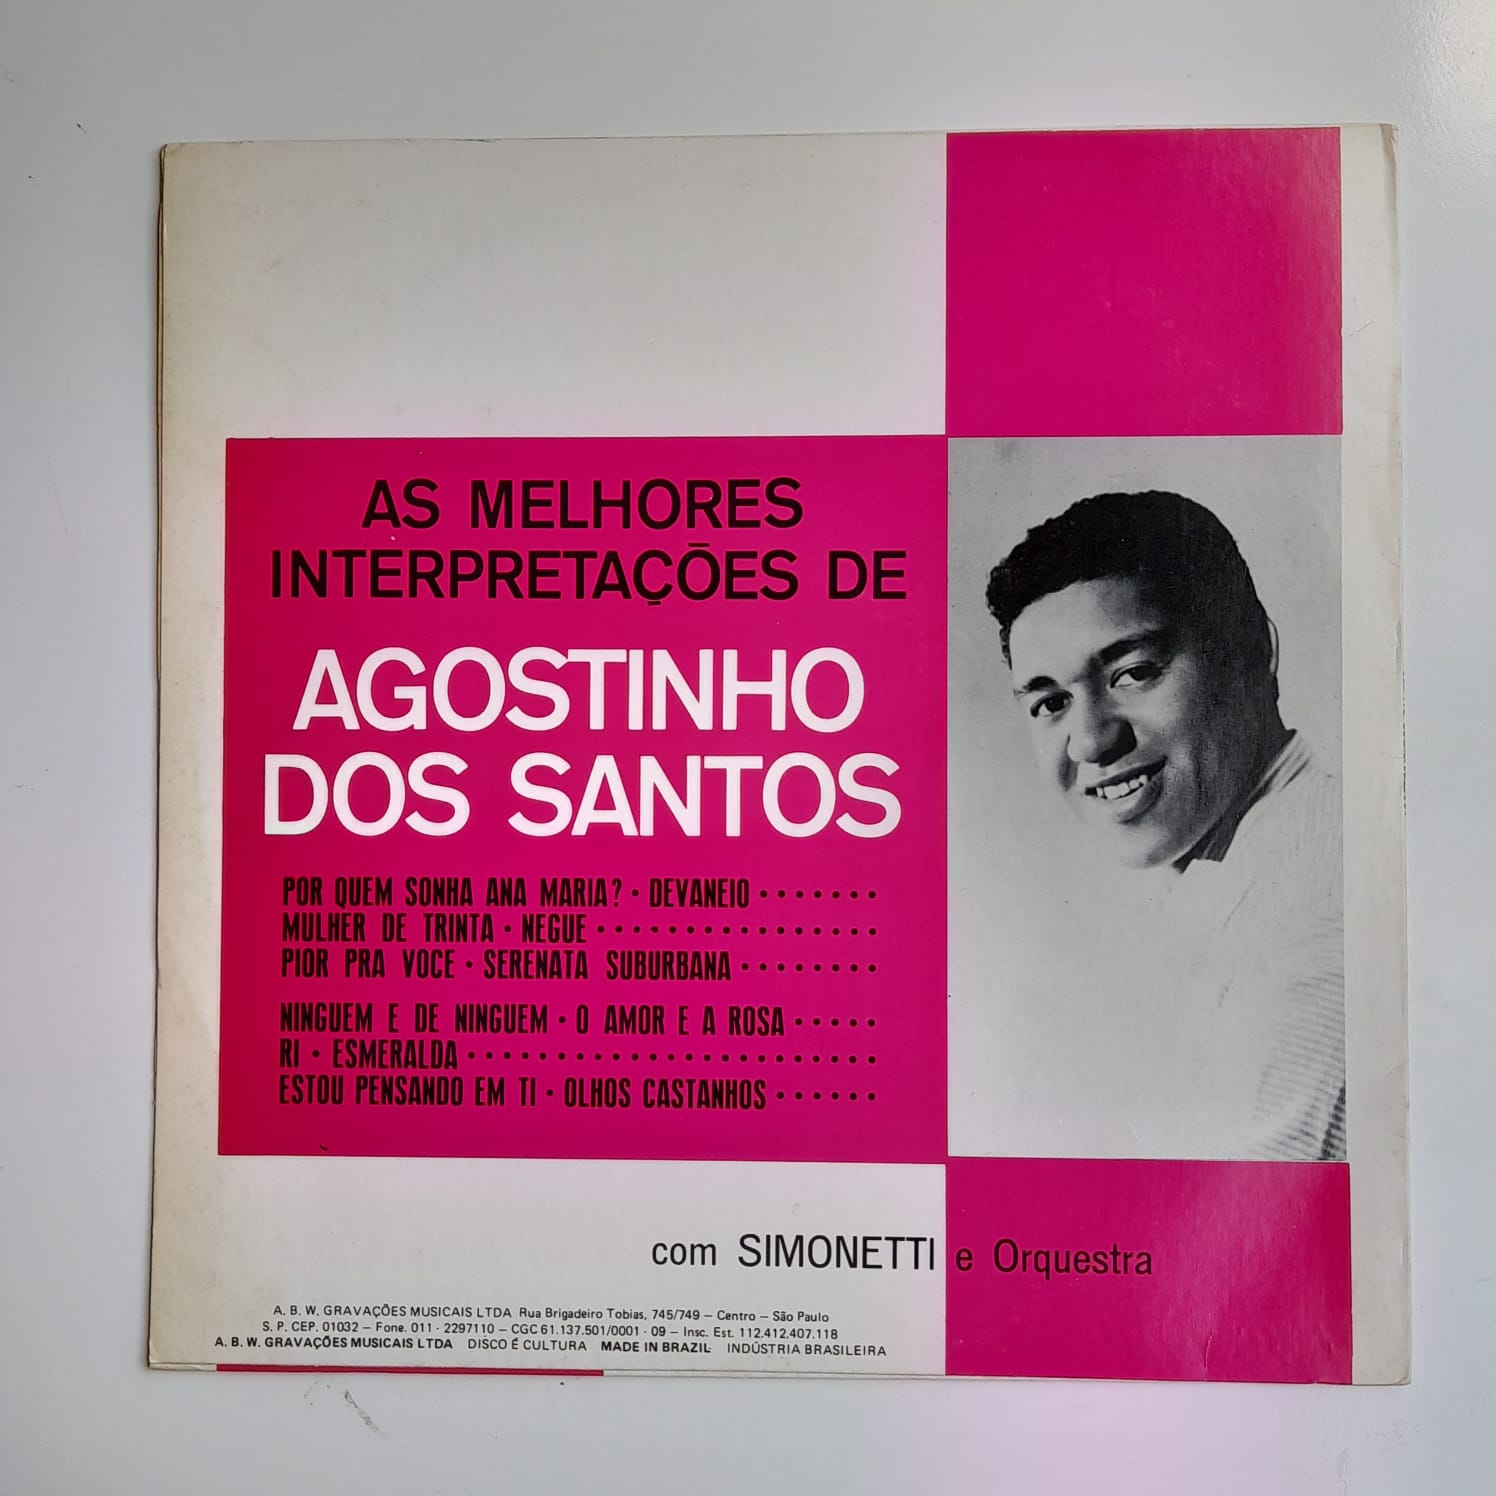 AS MELHORES
INTERPRETAÇÕES DE
AGOSTINHO
DOS SANTOS
POR QUEM SONHA ANA MARIA? • DEVANEIO • • • • • • •
MULHER DE TRINTA • NEGUE • • • • • • • • • • • • • • • •
PIOR PRA VOCE • SERENATA SUBURBANA • • • • • • • •
NINGUEM E DE NINGUEM • O AMOR E A ROSA • • • • •
RI • ESMERALDA • • • • • • • • • • • • • • • • • • • • • • •
ESTOU PENSANDO EM TI • OLHOS CASTANHOS • • • • • •
com SIMONETTI e Orquestra
A. B. W. GRAVAÇÕES MUSICAIS LTDA Rua Brigadeiro Tobias, 745/749 – Centro – São Paulo
S. P. CEP. 01032 – Fone. 011 - 2297110 – CGC 61.137.501/0001 - 09 – Insc. Est. 112.412.407.118
A. B. W. GRAVAÇÕES MUSICAIS LTDA DISCO É CULTURA MADE IN BRAZIL INDÚSTRIA BRASILEIRA